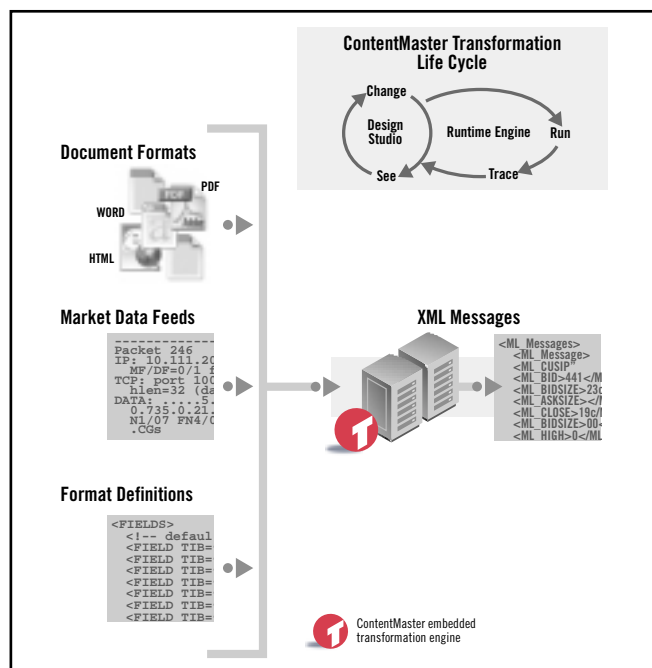 ContentMaster Transformation
Life Cycle
Change
Design
Studio
Runtime Engine
Run
See
Trace
Document Formats
PDF
PDF
WORD
a
HTML
Market Data Feeds
XML Messages
Packet 246
IP: 10.111.20
MF/DF=0/1 f
TCP: port 100
hlen=32 (da
DATA: .....5.
0.735.0.21.
N1/07 FN4/0
.CGs
<ML_Messages>
<ML_Message>
<ML_CUSIP"
<ML_BID>441</M
<ML_BIDSIZE>23c
<ML_ASKSIZE></M
<ML_CLOSE>19c/M
<ML_BIDSIZE>00<
<ML_HIGH>0</ML
T
Format Definitions
<FIELDS>
<!-- defaul
<FIELD TIB=
<FIELD TIB=
<FIELD TIB=
<FIELD TIB=
<FIELD TIB=
<FIELD TIB=
T
ContentMaster embedded
transformation engine